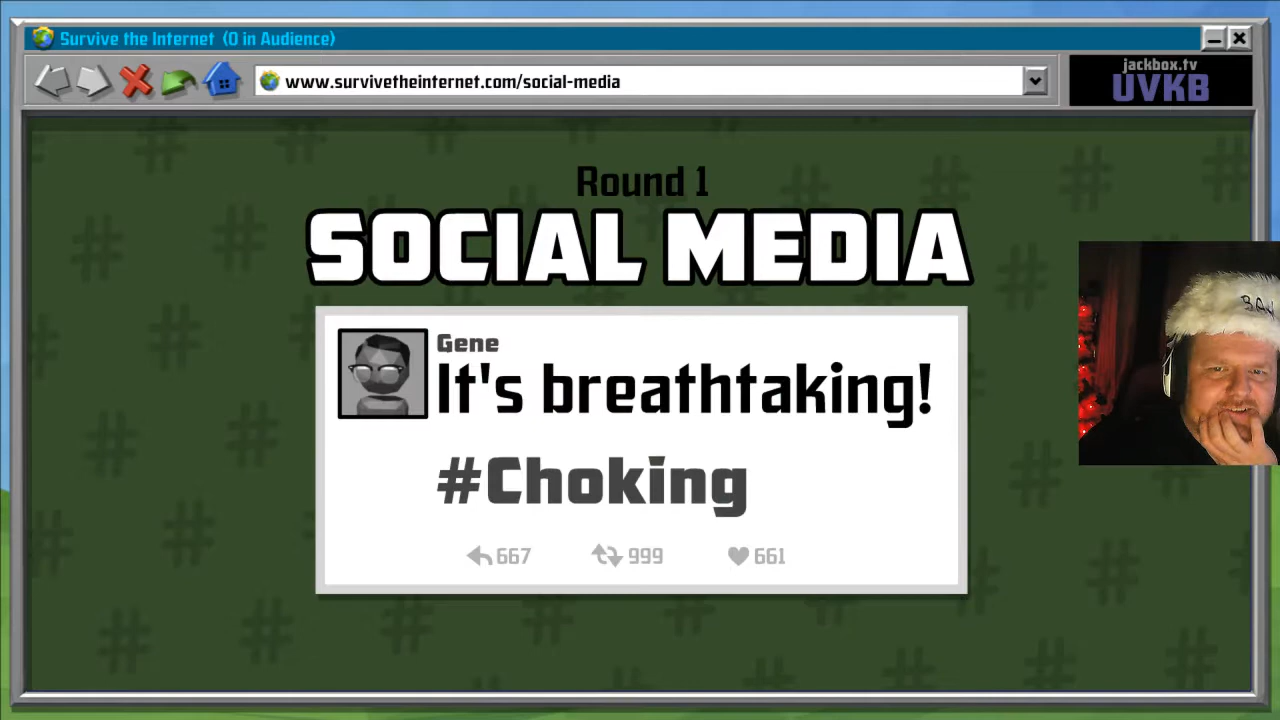 Survive the Internet (0 in Audience)
www.survivetheinternet.com/social-media
jackbox.tv
UVKB
Round 1
SOCIAL MEDIA
Gene
It's breathtaking!
#Choking
667 999 661